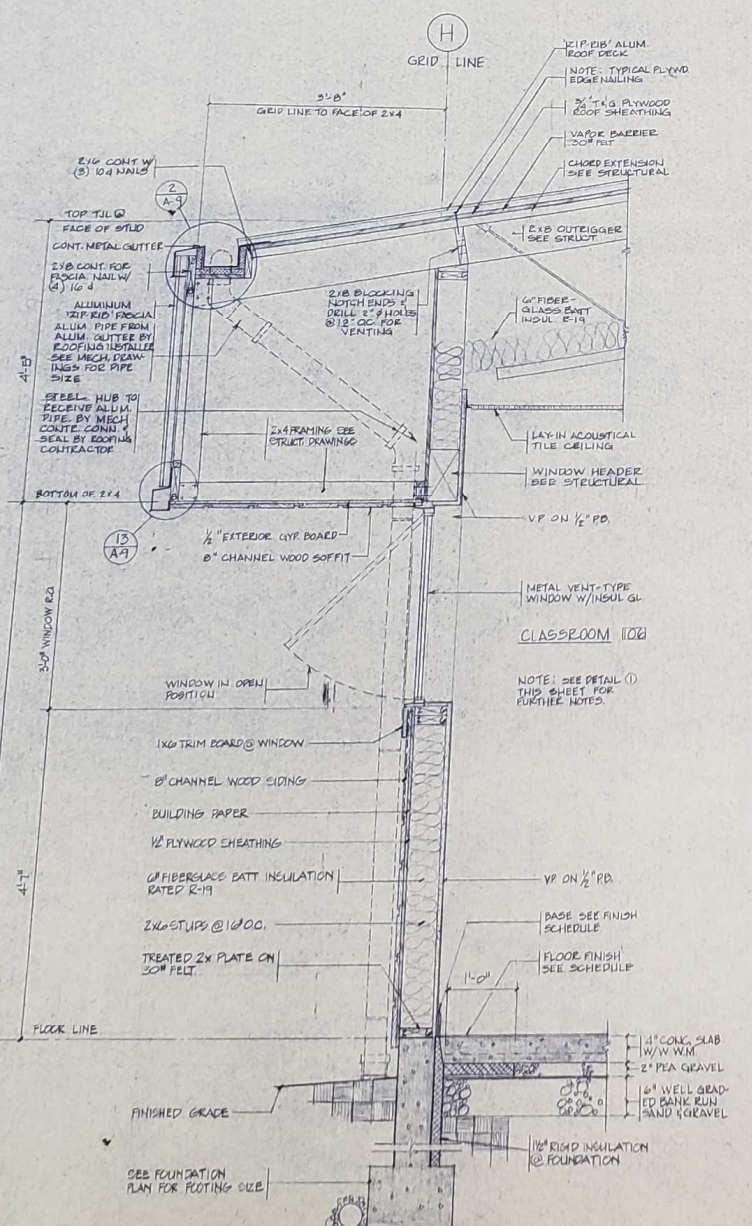 H
GRID LINE
3'-8"
GRID LINE TO FACE OF 2x4
'ZIP-RIB' ALUM.
ROOF DECK
NOTE: TYPICAL PLYWD.
EDGE NAILING
3/4" T&G PLYWOOD
ROOF SHEATHING
VAPOR BARRIER
30# FELT
CHORD EXTENSION
SEE STRUCTURAL
2x6 CONT. W/
(3) 10d NAILS
2
A-9
TOP T.J.L. @
FACE OF STUD
CONT. METAL GUTTER
2x8 CONT. FOR
FASCIA. NAIL W/
(4) 16d
ALUMINUM
'ZIP-RIB' FASCIA
ALUM. PIPE FROM
ALUM. GUTTER BY
ROOFING INSTALLER
SEE MECH. DRAW-
INGS FOR PIPE
SIZE
STEEL HUB TO
RECEIVE ALUM.
PIPE. BY MECH
CONTR. CONN. &
SEAL BY ROOFING
CONTRACTOR
4'-5"
2x8 BLOCKING
NOTCH ENDS &
DRILL 2" Ø HOLES
@ 12" OC. FOR
VENTING
2x8 OUTRIGGER
SEE STRUCT.
6" FIBER-
GLASS BATT
INSUL. R-19
2x4 FRAMING SEE
STRUCT. DRAWINGS
LAY-IN ACOUSTICAL
TILE CEILING
WINDOW HEADER
SEE STRUCTURAL
BOTTOM OF 2x4
13
A-9
1/2" EXTERIOR GYP. BOARD
8" CHANNEL WOOD SOFFIT
V.P. ON 1/2" P.B.
METAL VENT-TYPE
WINDOW W/INSUL GL
CLASSROOM 106
3'-0" WINDOW R.O.
WINDOW IN OPEN
POSITION
NOTE: SEE DETAIL 1
THIS SHEET FOR
FURTHER NOTES.
1x6 TRIM BOARD @ WINDOW
8" CHANNEL WOOD SIDING
BUILDING PAPER
1/2" PLYWOOD SHEATHING
6" FIBERGLASS BATT INSULATION
RATED R-19
V.P. ON 1/2" P.B.
4'-7"
2x6 STUDS @ 16" O.C.
BASE SEE FINISH
SCHEDULE
TREATED 2x PLATE ON
30# FELT
FLOOR FINISH
SEE SCHEDULE
1'-0"
FLOOR LINE
4" CONC. SLAB
W/ W.W.M.
2" PEA GRAVEL
6" WELL GRAD-
ED BANK RUN
SAND & GRAVEL
FINISHED GRADE
1 1/2" RIGID INSULATION
@ FOUNDATION
SEE FOUNDATION
PLAN FOR FOOTING SIZE